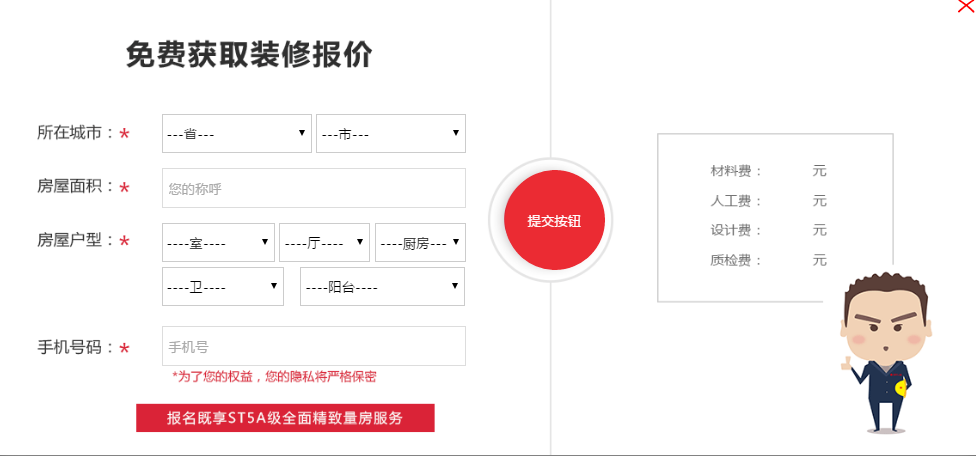 免费获取装修报价
所在城市：* ---省--- ---市---
房屋面积：* 您的称呼
房屋户型：* ----室---- ----厅---- ----厨房---
----卫---- ----阳台----
手机号码：* 手机号
*为了您的权益，您的隐私将严格保密
报名既享ST5A级全面精致量房服务
提交按钮
材料费： 元
人工费： 元
设计费： 元
质检费： 元